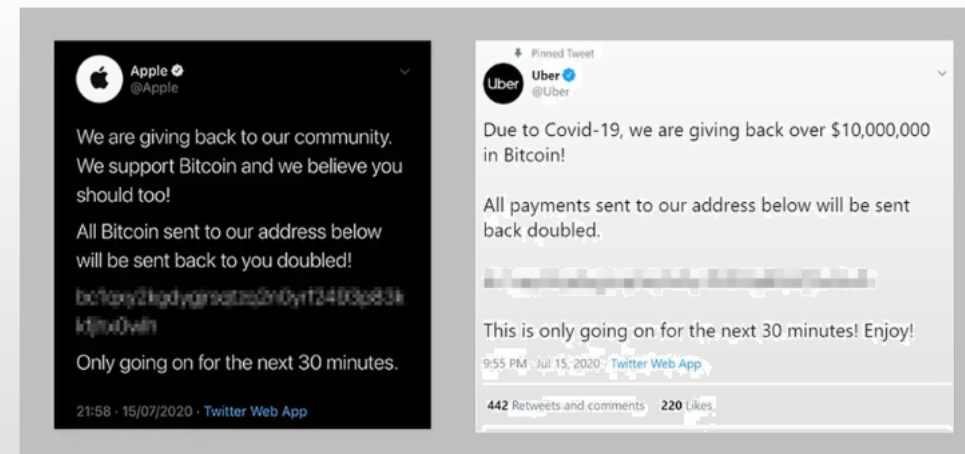 Apple
@Apple
We are giving back to our community.
We support Bitcoin and we believe you
should too!
All Bitcoin sent to our address below
will be sent back to you doubled!
Only going on for the next 30 minutes.
21:58 · 15/07/2020 · Twitter Web App
Pinned Tweet
Uber
Uber
@Uber
Due to Covid-19, we are giving back over $10,000,000
in Bitcoin!
All payments sent to our address below will be sent
back doubled.
This is only going on for the next 30 minutes! Enjoy!
9:55 PM · Jul 15, 2020 · Twitter Web App
442 Retweets and comments 220 Likes